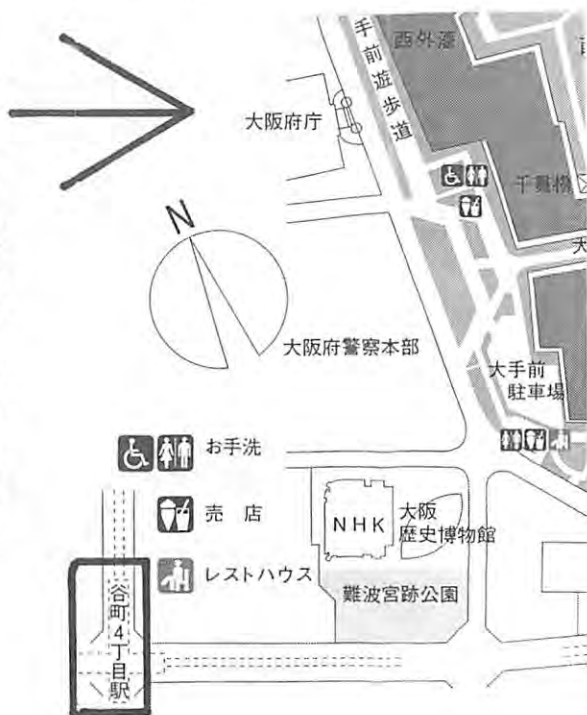 手前遊歩道
西外濠
大阪府庁
千貫櫓
大
N
大阪府警察本部
大手前
駐車場
お手洗
売 店
レストハウス
NHK
大阪
歴史博物館
難波宮跡公園
谷町4丁目駅